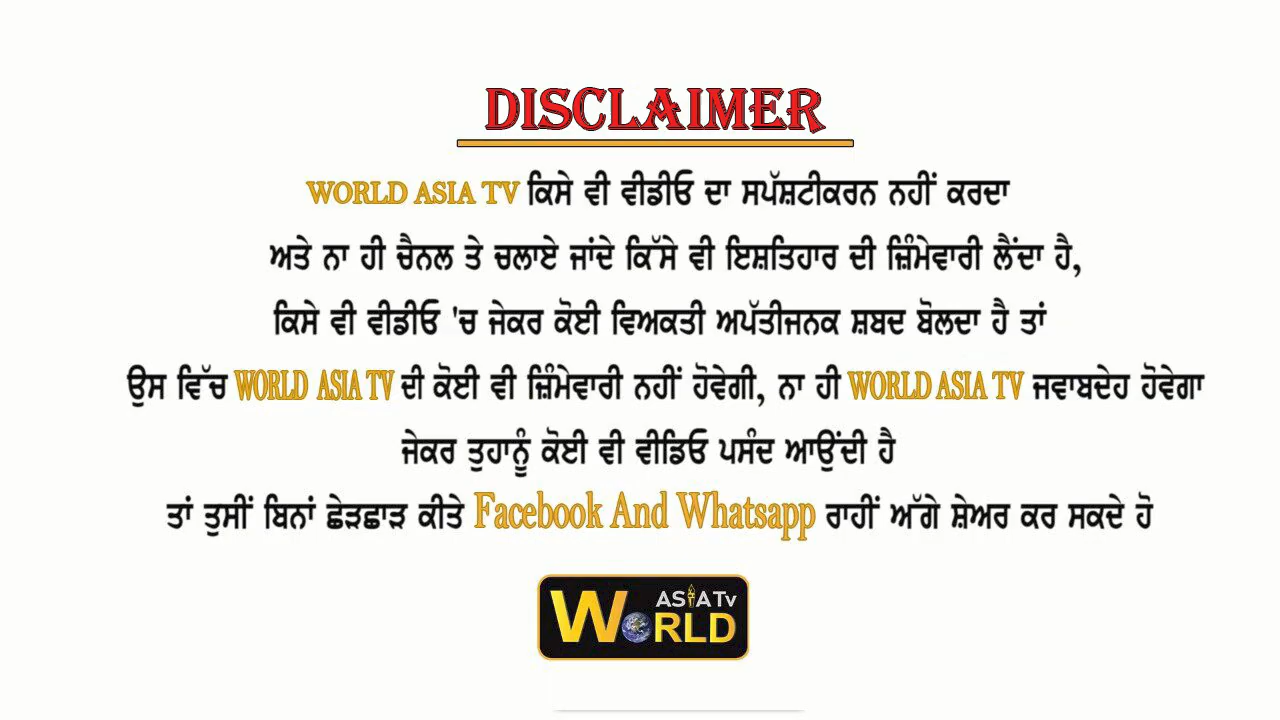 DISCLAIMER
WORLD ASIA TV ਕਿਸੇ ਵੀ ਵੀਡੀਓ ਦਾ ਸਪੱਸ਼ਟੀਕਰਨ ਨਹੀਂ ਕਰਦਾ
ਅਤੇ ਨਾ ਹੀ ਚੈਨਲ ਤੇ ਚਲਾਏ ਜਾਂਦੇ ਕਿੱਸੇ ਵੀ ਇਸ਼ਤਿਹਾਰ ਦੀ ਜ਼ਿੰਮੇਵਾਰੀ ਲੈਂਦਾ ਹੈ,
ਕਿਸੇ ਵੀ ਵੀਡੀਓ 'ਚ ਜੇਕਰ ਕੋਈ ਵਿਅਕਤੀ ਅਪੱਤੀਜਨਕ ਸ਼ਬਦ ਬੋਲਦਾ ਹੈ ਤਾਂ
ਉਸ ਵਿੱਚ WORLD ASIA TV ਦੀ ਕੋਈ ਵੀ ਜ਼ਿੰਮੇਵਾਰੀ ਨਹੀਂ ਹੋਵੇਗੀ, ਨਾ ਹੀ WORLD ASIA TV ਜਵਾਬਦੇਹ ਹੋਵੇਗਾ
ਜੇਕਰ ਤੁਹਾਨੂੰ ਕੋਈ ਵੀ ਵੀਡਿਓ ਪਸੰਦ ਆਉਂਦੀ ਹੈ
ਤਾਂ ਤੁਸੀਂ ਬਿਨਾਂ ਛੇੜਛਾੜ ਕੀਤੇ Facebook And Whatsapp ਰਾਹੀਂ ਅੱਗੇ ਸ਼ੇਅਰ ਕਰ ਸਕਦੇ ਹੋ
ASIA Tv
WORLD